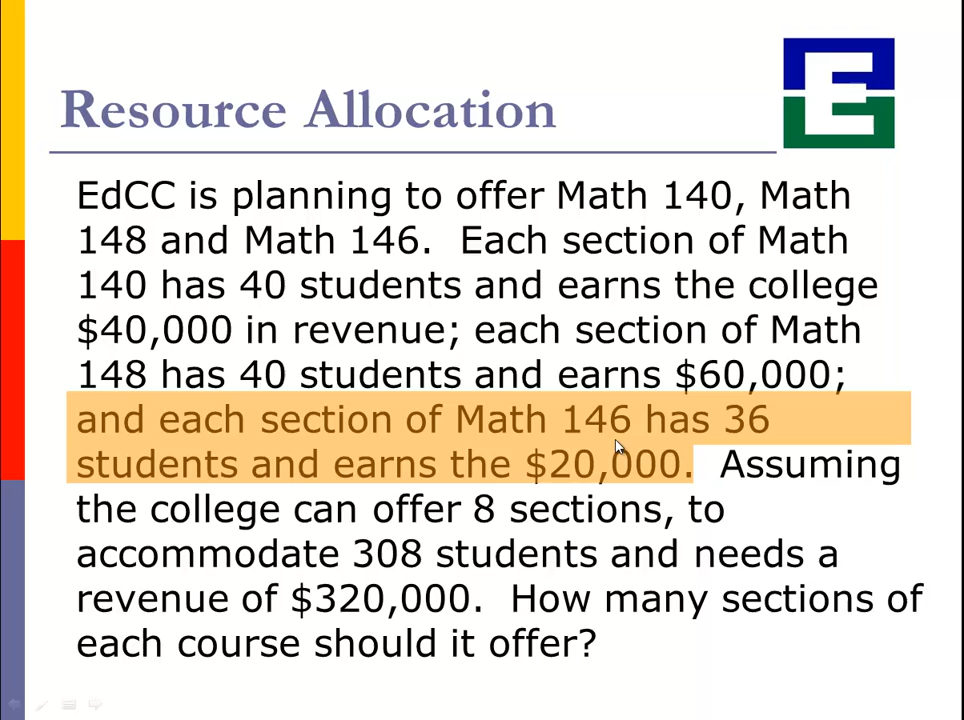 E
Resource Allocation
EdCC is planning to offer Math 140, Math
148 and Math 146.  Each section of Math
140 has 40 students and earns the college
$40,000 in revenue; each section of Math
148 has 40 students and earns $60,000;
and each section of Math 146 has 36
students and earns the $20,000.  Assuming
the college can offer 8 sections, to
accommodate 308 students and needs a
revenue of $320,000.  How many sections of
each course should it offer?